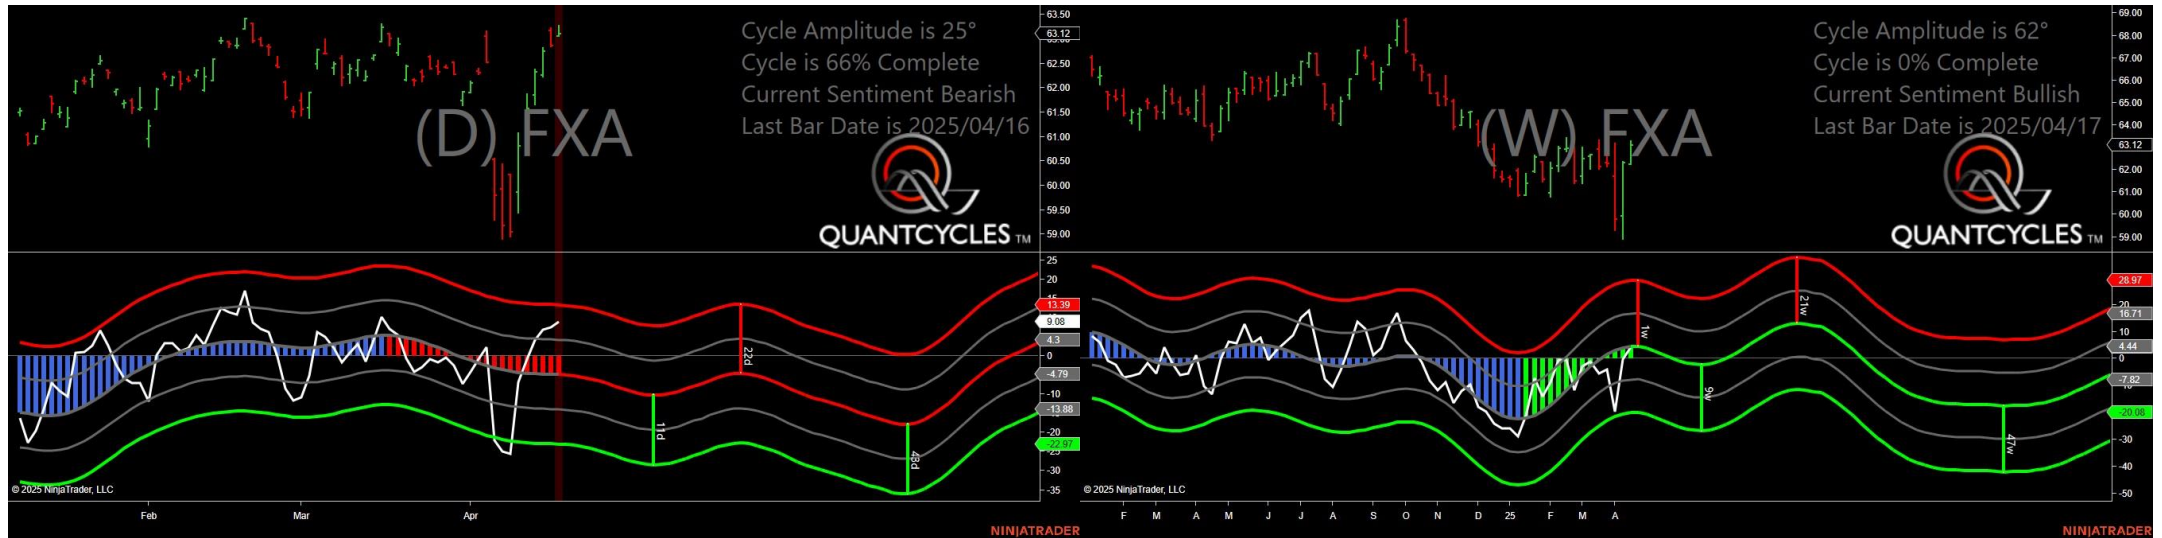 Cycle Amplitude is 25°
Cycle is 66% Complete
Current Sentiment Bearish
Last Bar Date is 2025/04/16
(D) FXA
QUANTCYCLES TM
63.50
63.12
62.50
62.00
61.50
61.00
60.50
60.00
59.50
59.00
25
20
13.39
9.08
4.3
0
-4.79
-10
-13.88
-20
-22.97
-30
-35
22d
11d
43d
© 2025 NinjaTrader, LLC
Feb
Mar
Apr
NINJATRADER
Cycle Amplitude is 62°
Cycle is 0% Complete
Current Sentiment Bullish
Last Bar Date is 2025/04/17
(W) FXA
QUANTCYCLES TM
69.00
68.00
67.00
66.00
65.00
64.00
63.12
62.00
61.00
60.00
59.00
28.97
20
16.71
10
4.44
0
-7.82
-20.08
-30
-40
-50
1w
21w
9w
47w
© 2025 NinjaTrader, LLC
F M A M J J A S O N D 25 F M A
NINJATRADER